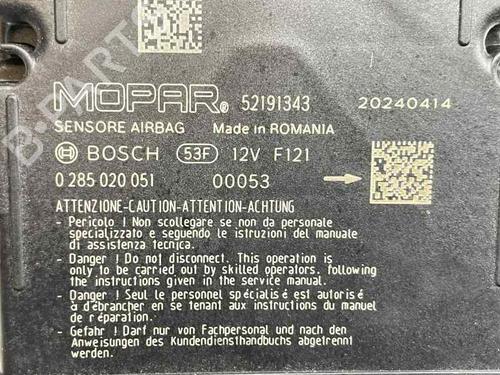 B-PARTS
MOPAR® 52191343 20240414
SENSORE AIRBAG Made in ROMANIA
BOSCH 53F 12V F121
0 285 020 051 00053
ATTENZIONE-CAUTION-ATTENTION-ACHTUNG
- Pericolo ! Non scollegare se non da personale
specializzato e seguendo le istruzioni del manuale
di assistenza tecnica.
- Danger ! Do not disconnect. This operation is
only to be carried out by skilled operators, following
the instructions given in the service manual.
- Danger ! Seul le personnel spécialisé est autorisé
à débrancher en se tenant aux instructions du manuel
de réparation.
- Gefahr ! Darf nur von Fachpersonal und nach den
Anweisungen des Kundendiensthandbuchs abgetrennt
werden.